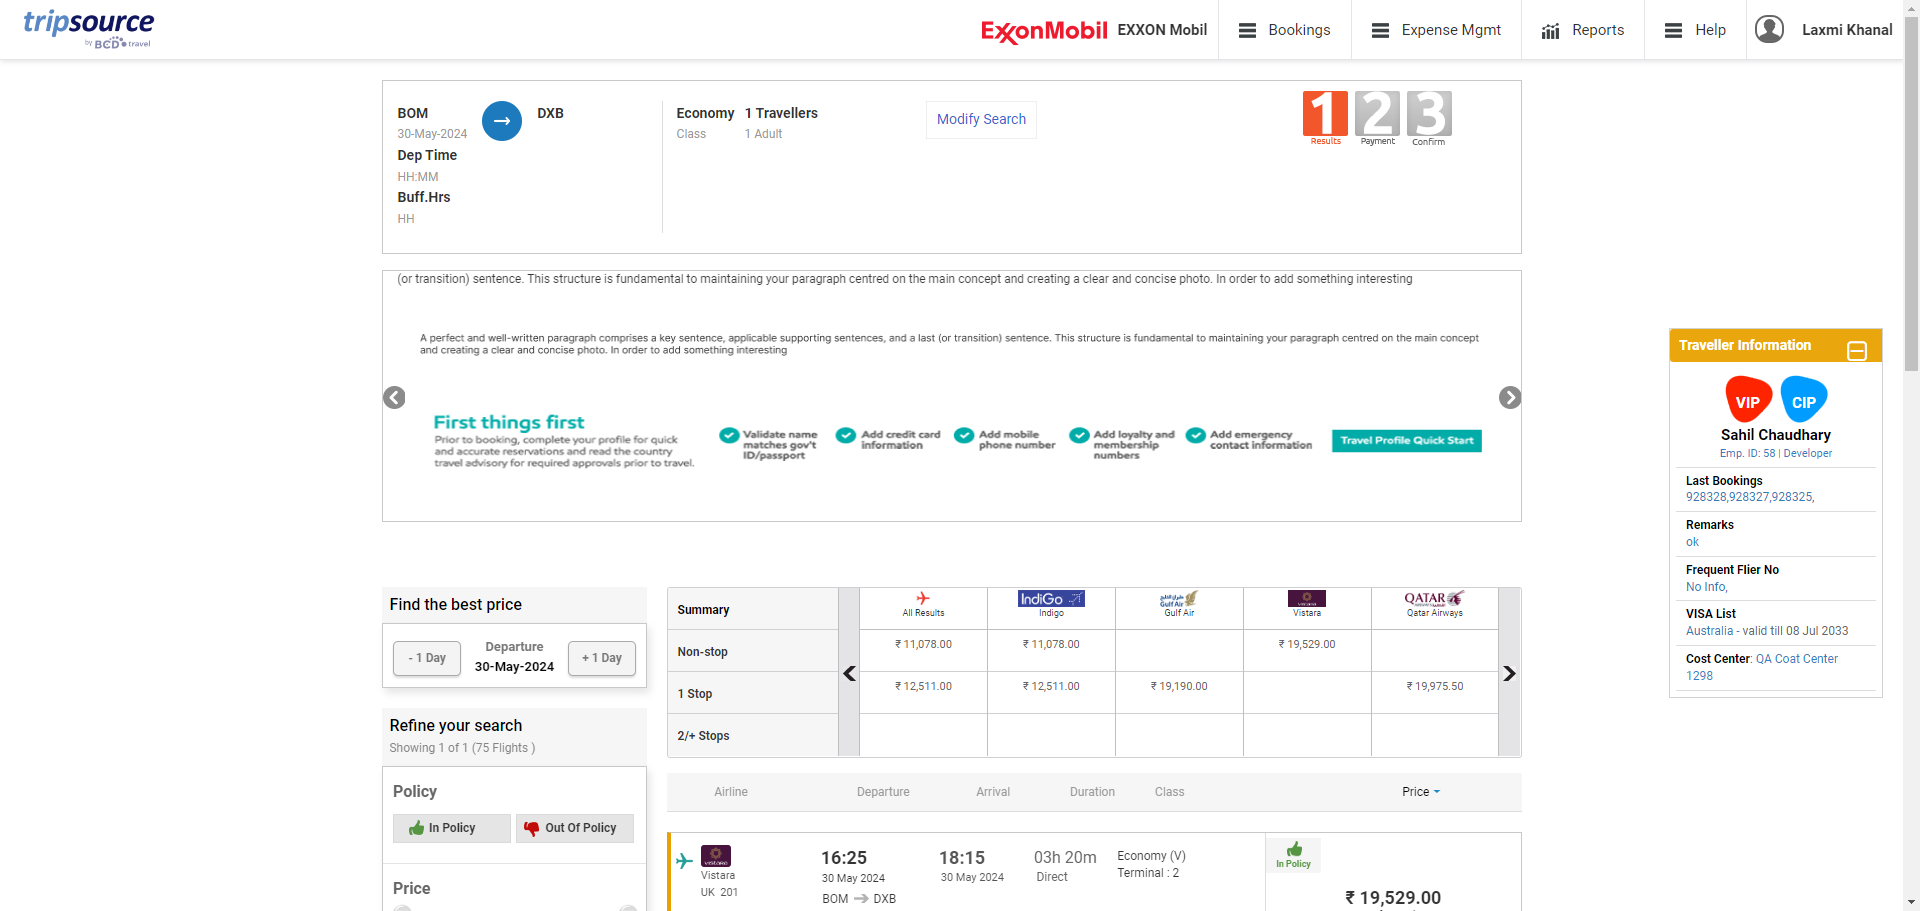 tripsource
by BCD travel
ExxonMobil EXXON Mobil
Bookings
Expense Mgmt
Reports
Help
Laxmi Khanal
BOM
30-May-2024
DXB
Dep Time
HH:MM
Buff.Hrs
HH
Economy
Class
1 Travellers
1 Adult
Modify Search
1 2 3
Results Payment Confirm
(or transition) sentence. This structure is fundamental to maintaining your paragraph centred on the main concept and creating a clear and concise photo. In order to add something interesting
A perfect and well-written paragraph comprises a key sentence, applicable supporting sentences, and a last (or transition) sentence. This structure is fundamental to maintaining your paragraph centred on the main concept
and creating a clear and concise photo. In order to add something interesting
First things first
Prior to booking, complete your profile for quick
and accurate reservations and read the country
travel advisory for required approvals prior to travel.
Validate name
matches gov't
ID/passport
Add credit card
information
Add mobile
phone number
Add loyalty and
membership
numbers
Add emergency
contact information
Travel Profile Quick Start
Traveller Information
VIP CIP
Sahil Chaudhary
Emp. ID: 58 | Developer
Last Bookings
928328,928327,928325,
Remarks
ok
Frequent Flier No
No Info,
VISA List
Australia - valid till 08 Jul 2033
Cost Center: QA Coat Center
1298
Find the best price
- 1 Day
Departure
30-May-2024
+ 1 Day
Refine your search
Showing 1 of 1 (75 Flights )
Policy
In Policy
Out Of Policy
Price
Summary
All Results
IndiGo
Indigo
Gulf Air
Gulf Air
Vistara
QATAR
Qatar Airways
Non-stop ₹ 11,078.00 ₹ 11,078.00 ₹ 19,529.00
1 Stop ₹ 12,511.00 ₹ 12,511.00 ₹ 19,190.00 ₹ 19,975.50
2/+ Stops
Airline Departure Arrival Duration Class Price
VISTARA
Vistara
UK 201
16:25
30 May 2024
BOM DXB
18:15
30 May 2024
03h 20m
Direct
Economy (V)
Terminal : 2
In Policy
₹ 19,529.00